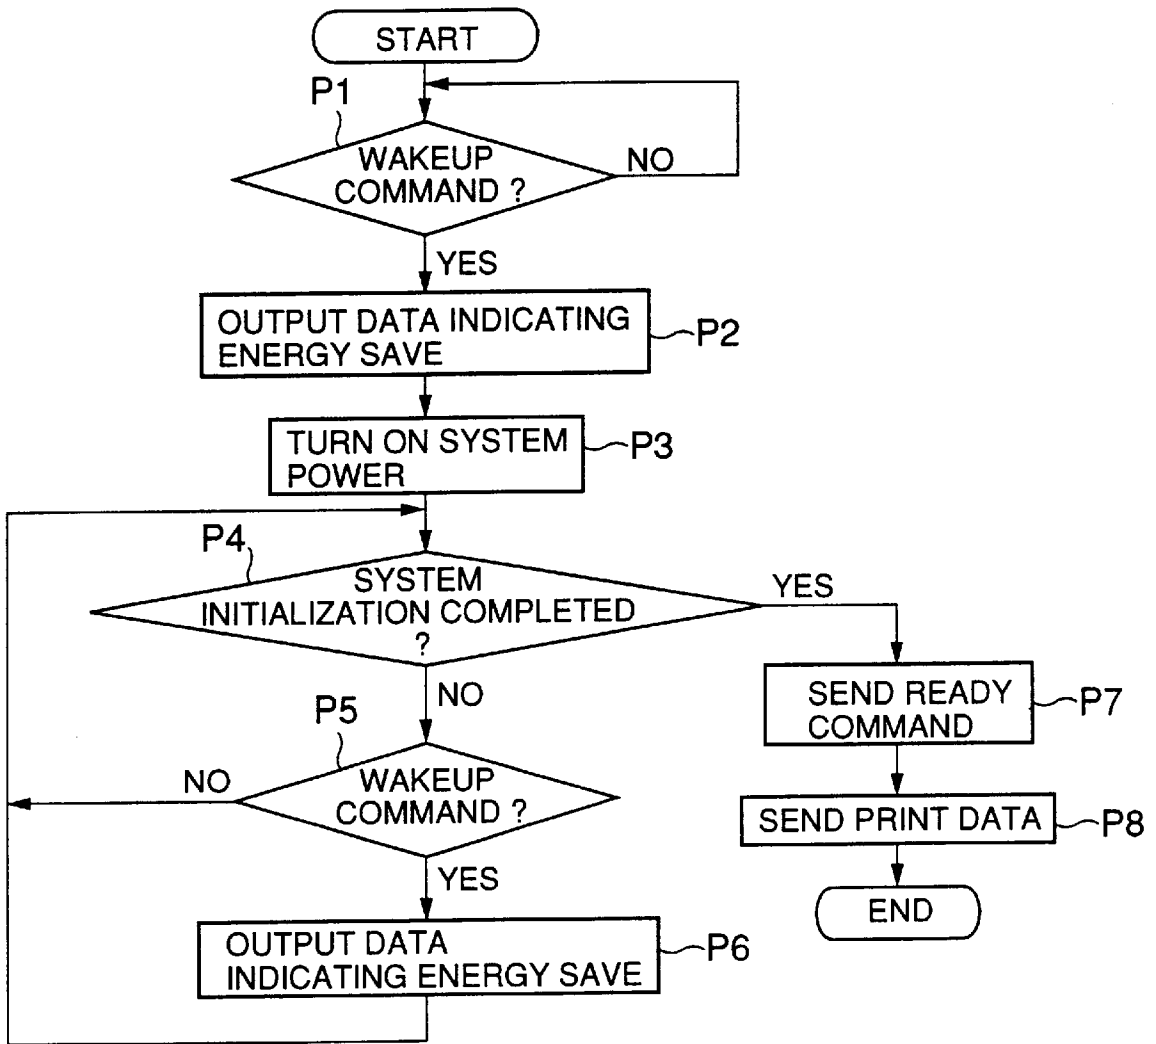 START
P1
WAKEUP
COMMAND ?
NO
YES
OUTPUT DATA INDICATING
ENERGY SAVE
P2
TURN ON SYSTEM
POWER
P3
P4
SYSTEM
INITIALIZATION COMPLETED
?
YES
NO
SEND READY
COMMAND
P7
P5
NO
WAKEUP
COMMAND ?
SEND PRINT DATA
P8
YES
END
OUTPUT DATA
INDICATING ENERGY SAVE
P6